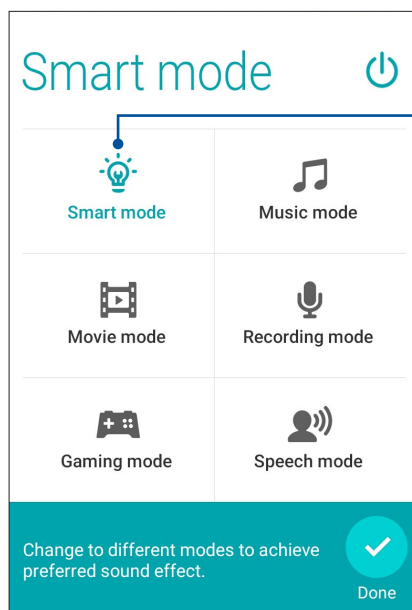 Smart mode
Smart mode
Music mode
Movie mode
Recording mode
Gaming mode
Speech mode
Change to different modes to achieve
preferred sound effect.
Done